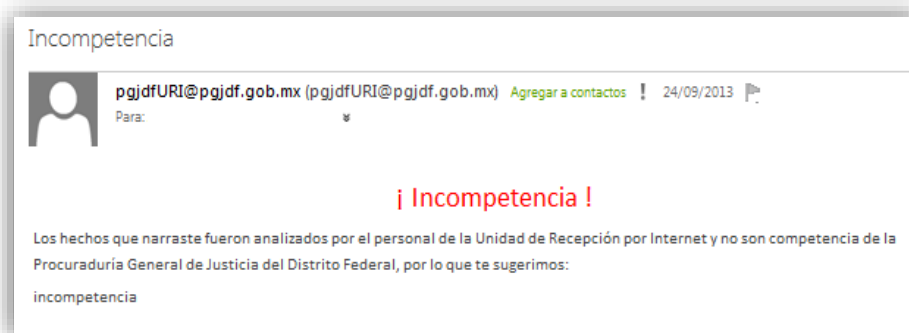 Incompetencia
pgjdfURI@pgjdf.gob.mx (pgjdfURI@pgjdf.gob.mx) Agregar a contactos ! 24/09/2013
Para:
¡ Incompetencia !
Los hechos que narraste fueron analizados por el personal de la Unidad de Recepción por Internet y no son competencia de la
Procuraduría General de Justicia del Distrito Federal, por lo que te sugerimos:
incompetencia